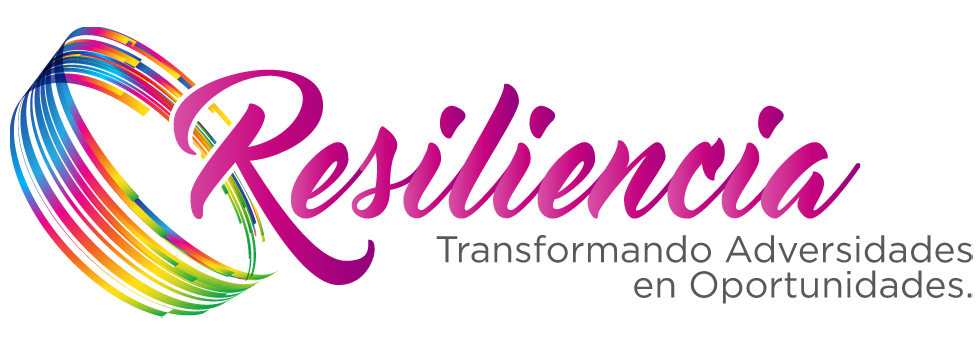 Resiliencia
Transformando Adversidades
en Oportunidades.